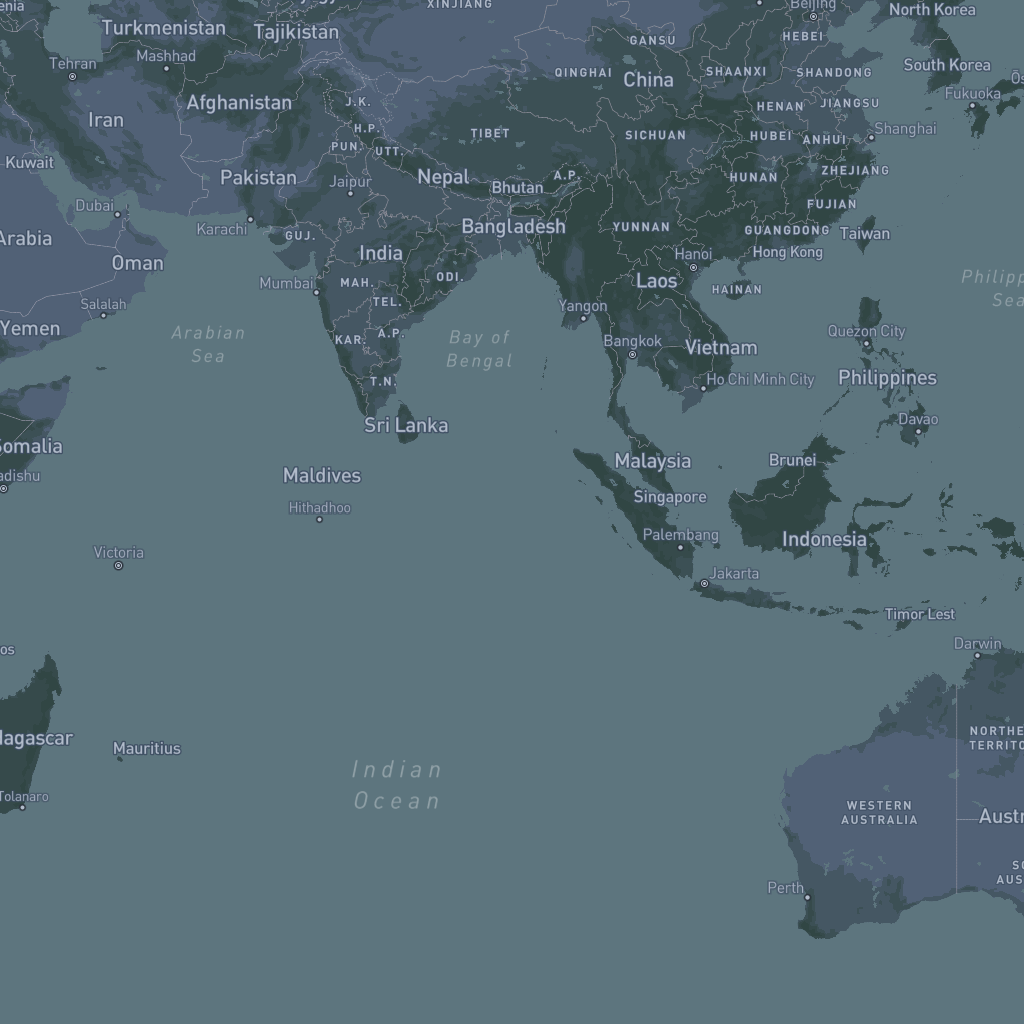 XINJIANG
Beijing
North Korea
Turkmenistan
Tajikistan
GANSU
HEBEI
Tehran
Mashhad
QINGHAI
China
SHAANXI
SHANDONG
South Korea
Afghanistan
J.K.
HENAN
JIANGSU
Fukuoka
Iran
H.P.
TIBET
SICHUAN
HUBEI
ANHUI
Shanghai
PUN.
UTT.
Kuwait
Pakistan
Jaipur
Nepal
Bhutan
A.P.
HUNAN
ZHEJIANG
Dubai
FUJIAN
Karachi
GUJ.
Bangladesh
YUNNAN
GUANGDONG
Taiwan
Arabia
Oman
India
Hanoi
Hong Kong
Mumbai
MAH.
ODI.
Laos
HAINAN
Philipp
Sea
Salalah
TEL.
Yangon
Yemen
Arabian
Sea
KAR.
A.P.
Bay of
Bengal
Bangkok
Vietnam
Quezon City
T.N.
Ho Chi Minh City
Philippines
Sri Lanka
Davao
Somalia
Maldives
Malaysia
Brunei
adishu
Singapore
Hithadhoo
Palembang
Indonesia
Victoria
Jakarta
Timor Lest
os
Darwin
Magascar
Mauritius
NORTHE
TERRITO
Indian
Ocean
Tolanaro
WESTERN
AUSTRALIA
Austr
Perth
SO
AUS